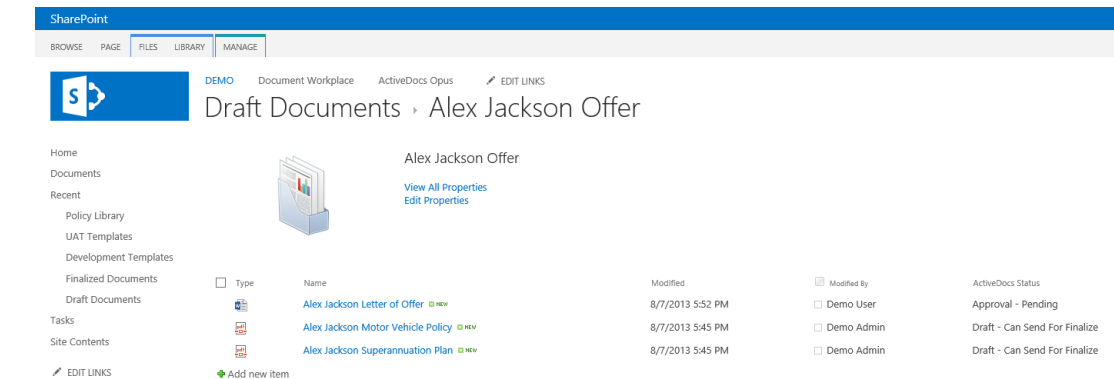 SharePoint
BROWSE PAGE FILES LIBRARY MANAGE
DEMO Document Workplace ActiveDocs Opus EDIT LINKS
S
Draft Documents ▸ Alex Jackson Offer
Home
Documents
Recent
Policy Library
UAT Templates
Development Templates
Finalized Documents
Draft Documents
Tasks
Site Contents
EDIT LINKS
Alex Jackson Offer
View All Properties
Edit Properties
Type Name Modified Modified By ActiveDocs Status
Alex Jackson Letter of Offer NEW 8/7/2013 5:52 PM Demo User Approval - Pending
Alex Jackson Motor Vehicle Policy NEW 8/7/2013 5:45 PM Demo Admin Draft - Can Send For Finalize
Alex Jackson Superannuation Plan NEW 8/7/2013 5:45 PM Demo Admin Draft - Can Send For Finalize
Add new item